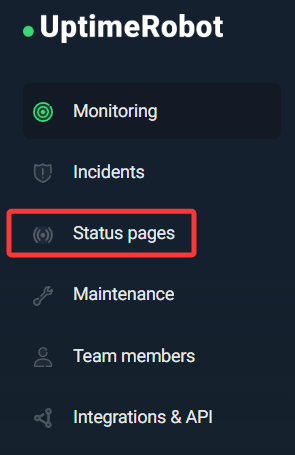 UptimeRobot
Monitoring
Incidents
Status pages
Maintenance
Team members
Integrations & API